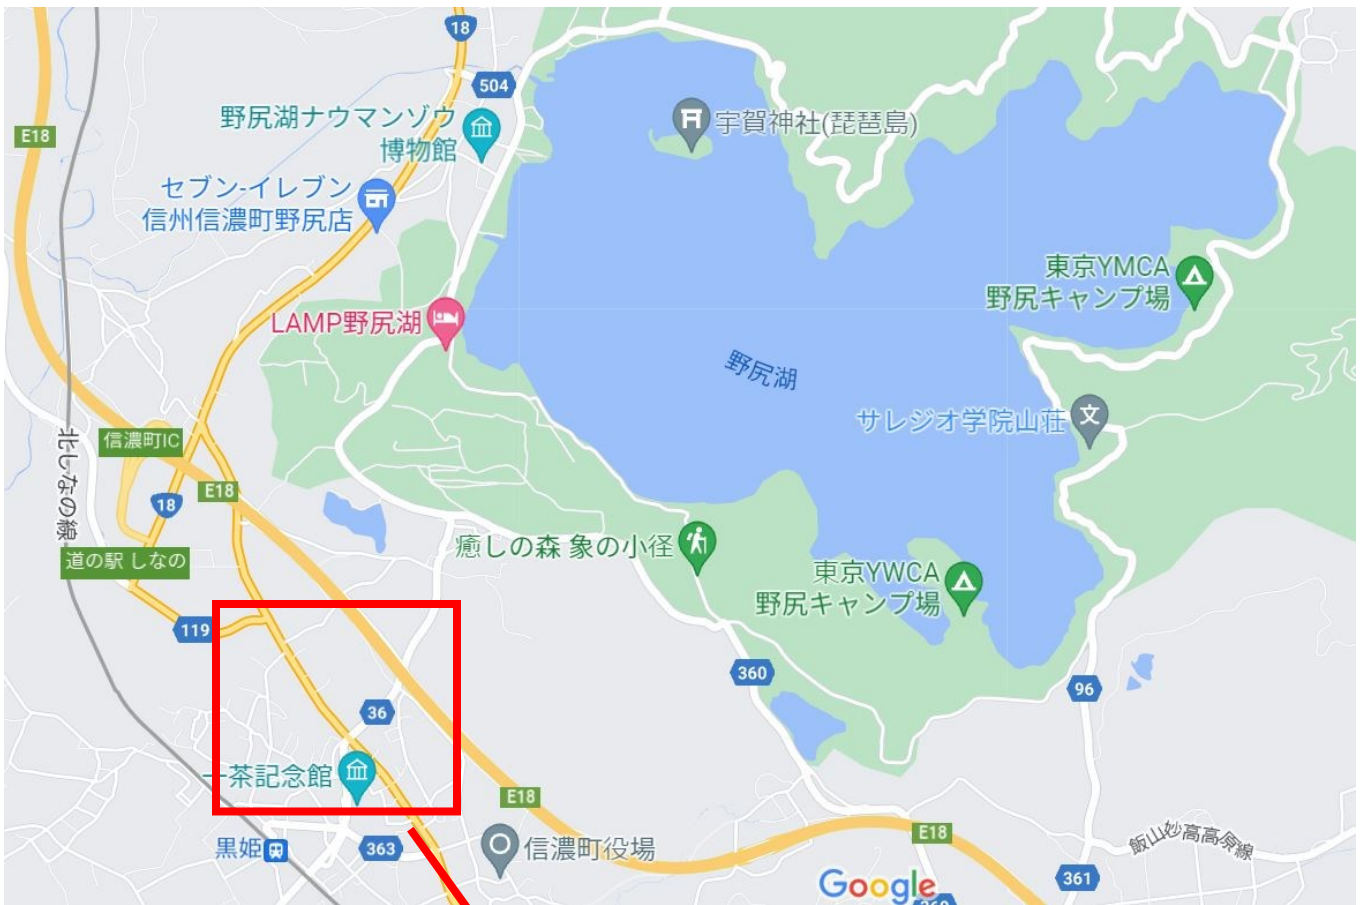 18
504
野尻湖ナウマンゾウ
博物館
宇賀神社(琵琶島)
E18
セブン-イレブン
信州信濃町野尻店
東京YMCA
野尻キャンプ場
LAMP野尻湖
野尻湖
サレジオ学院山荘
信濃町IC
北しなの線
E18
18
癒しの森 象の小径
道の駅 しなの
東京YWCA
野尻キャンプ場
119
360
96
36
一茶記念館
E18
E18
飯山妙高高原線
黒姫
363
信濃町役場
361
Google
360
文